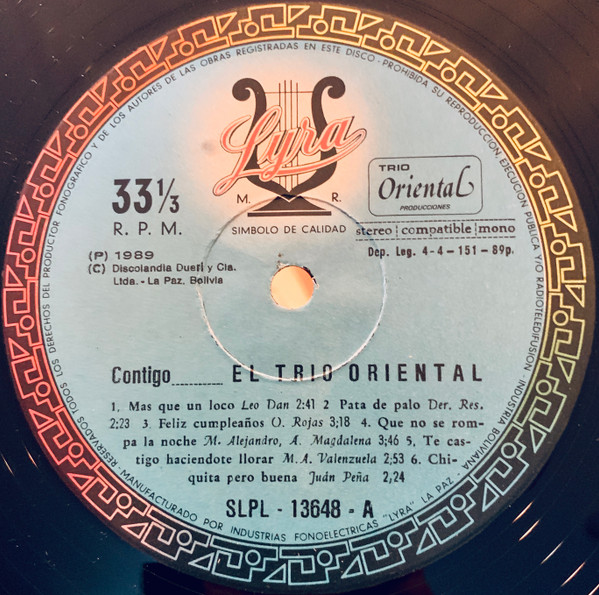 RESERVADOS TODOS LOS DERECHOS DEL PRODUCTOR FONOGRAFICO Y DE LOS AUTORES DE LAS OBRAS REGISTRADAS EN ESTE DISCO - PROHIBIDA SU REPRODUCCION EJECUCION PUBLICA Y/O RADIOTELEDIFUSION - INDUSTRIA BOLIVIANA
Lyra
M. R.
SIMBOLO DE CALIDAD
33 1/3
R. P. M.
TRIO
Oriental
PRODUCCIONES
stereo | compatible | mono
Dep. Leg. 4-4-151-89p.
(P) 1989
(C) Discolandia Dueri y Cia.
Ltda. - La Paz, Bolivia
Contigo........ EL TRIO ORIENTAL
1. Mas que un loco Leo Dan 2:41 2 Pata de palo Der. Res.
2:23 3. Feliz cumpleaños O. Rojas 3;18 4. Que no se rom-
pa la noche M. Alejandro, A. Magdalena 3;46 5, Te cas-
tigo haciendote llorar M.A. Valenzuela 2;53 6. Chi-
quita pero buena Juán Peña 2,24
SLPL - 13648 - A
MANUFACTURADO POR INDUSTRIAS FONOELECTRICAS "LYRA" LA PAZ